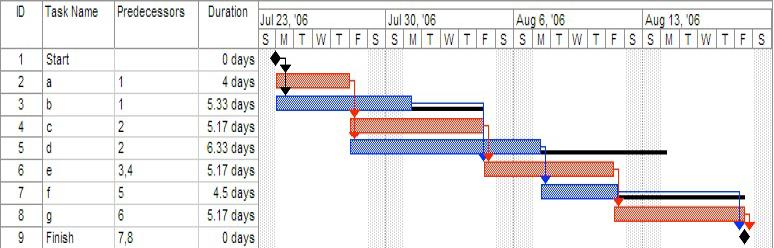 ID Task Name Predecessors Duration
Jul 23, '06 Jul 30, '06 Aug 6, '06 Aug 13, '06
S M T W T F S S M T W T F S S M T W T F S S M T W T F S
1 Start 0 days
2 a 1 4 days
3 b 1 5.33 days
4 c 2 5.17 days
5 d 2 6.33 days
6 e 3,4 5.17 days
7 f 5 4.5 days
8 g 6 5.17 days
9 Finish 7,8 0 days